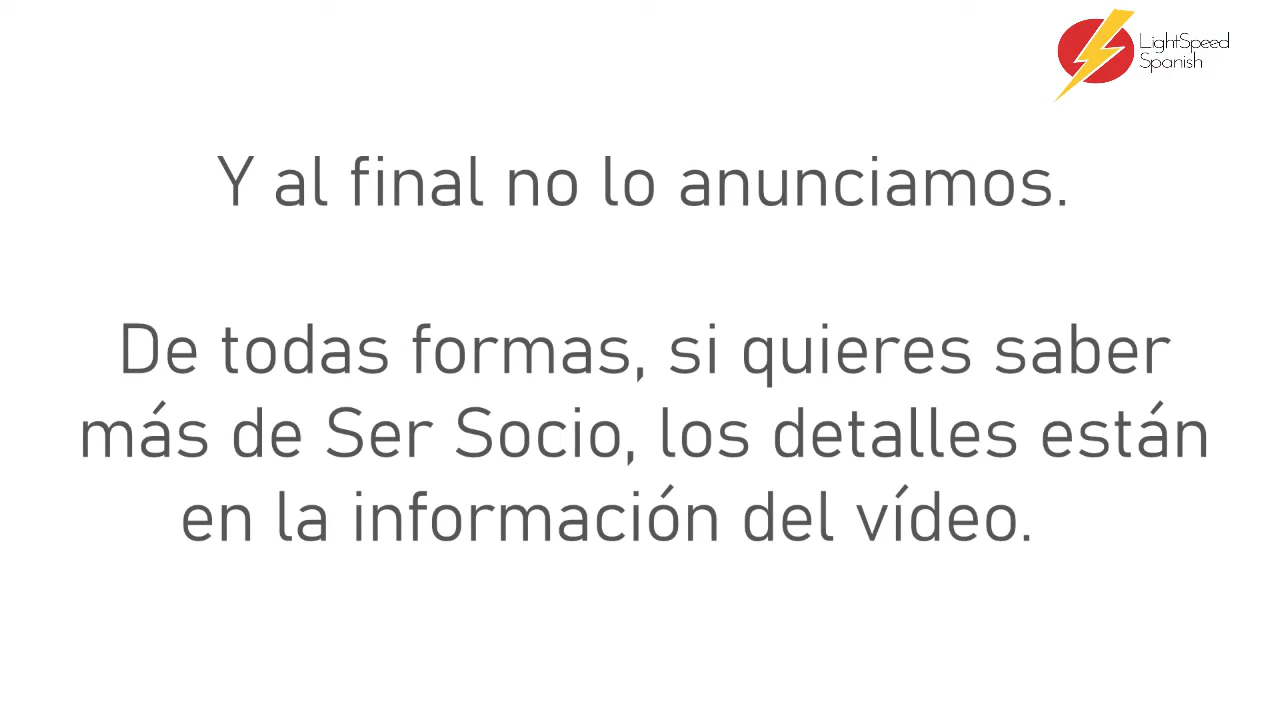 LightSpeed
Spanish
Y al final no lo anunciamos.
De todas formas, si quieres saber
más de Ser Socio, los detalles están
en la información del vídeo.